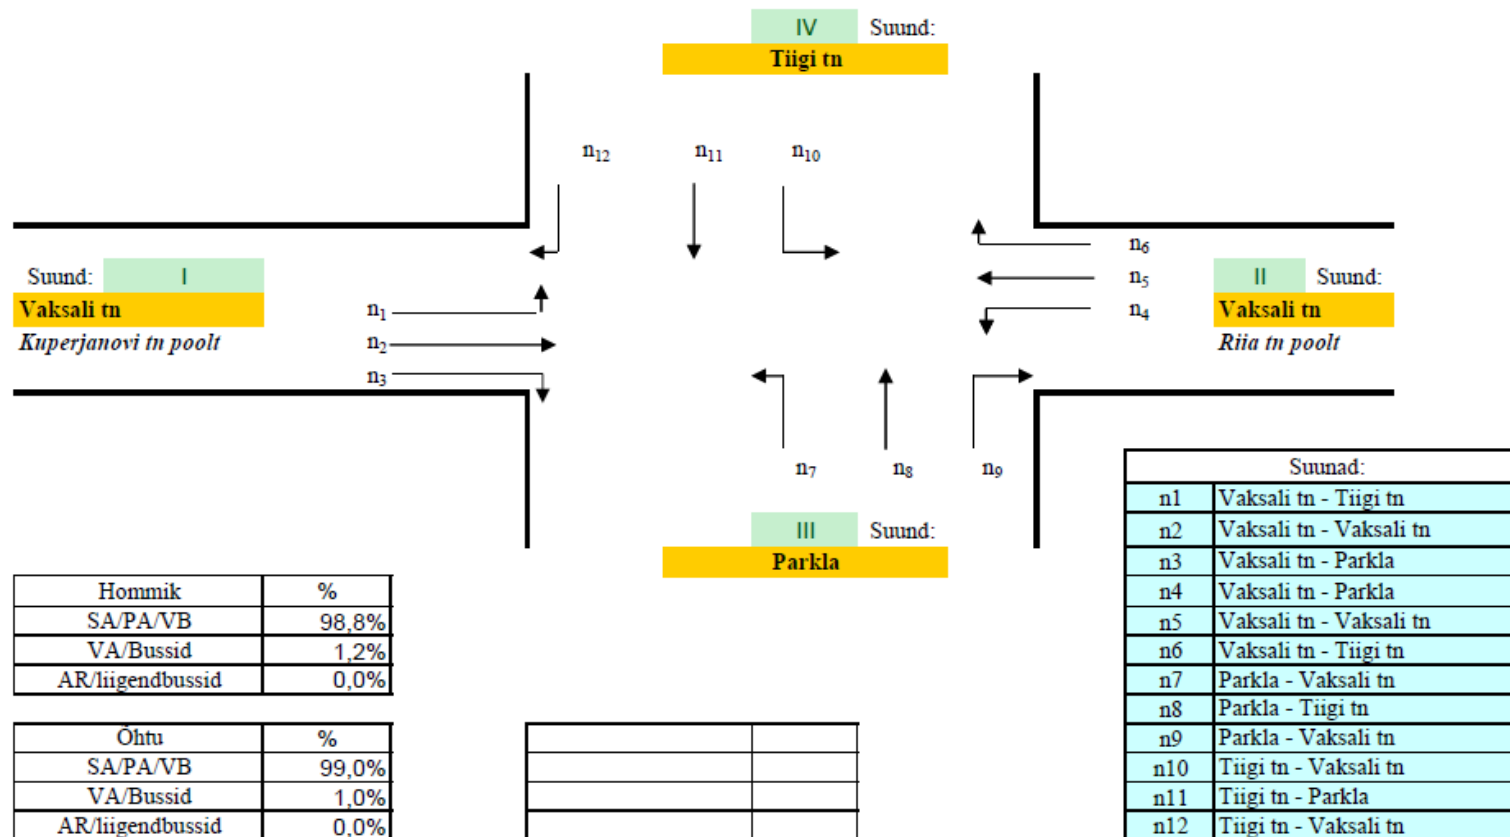 IV Suund:
Tiigi tn
n12 n11 n10
n6
Suund: I
n5
II Suund:
Vaksali tn
n1
n4
Vaksali tn
Kuperjanovi tn poolt
n2
Riia tn poolt
n3
n7 n8 n9
III Suund:
Parkla
Suunad:
n1 Vaksali tn - Tiigi tn
n2 Vaksali tn - Vaksali tn
n3 Vaksali tn - Parkla
n4 Vaksali tn - Parkla
n5 Vaksali tn - Vaksali tn
n6 Vaksali tn - Tiigi tn
n7 Parkla - Vaksali tn
n8 Parkla - Tiigi tn
n9 Parkla - Vaksali tn
n10 Tiigi tn - Vaksali tn
n11 Tiigi tn - Parkla
n12 Tiigi tn - Vaksali tn
Hommik %
SA/PA/VB 98,8%
VA/Bussid 1,2%
AR/liigendbussid 0,0%
Õhtu %
SA/PA/VB 99,0%
VA/Bussid 1,0%
AR/liigendbussid 0,0%